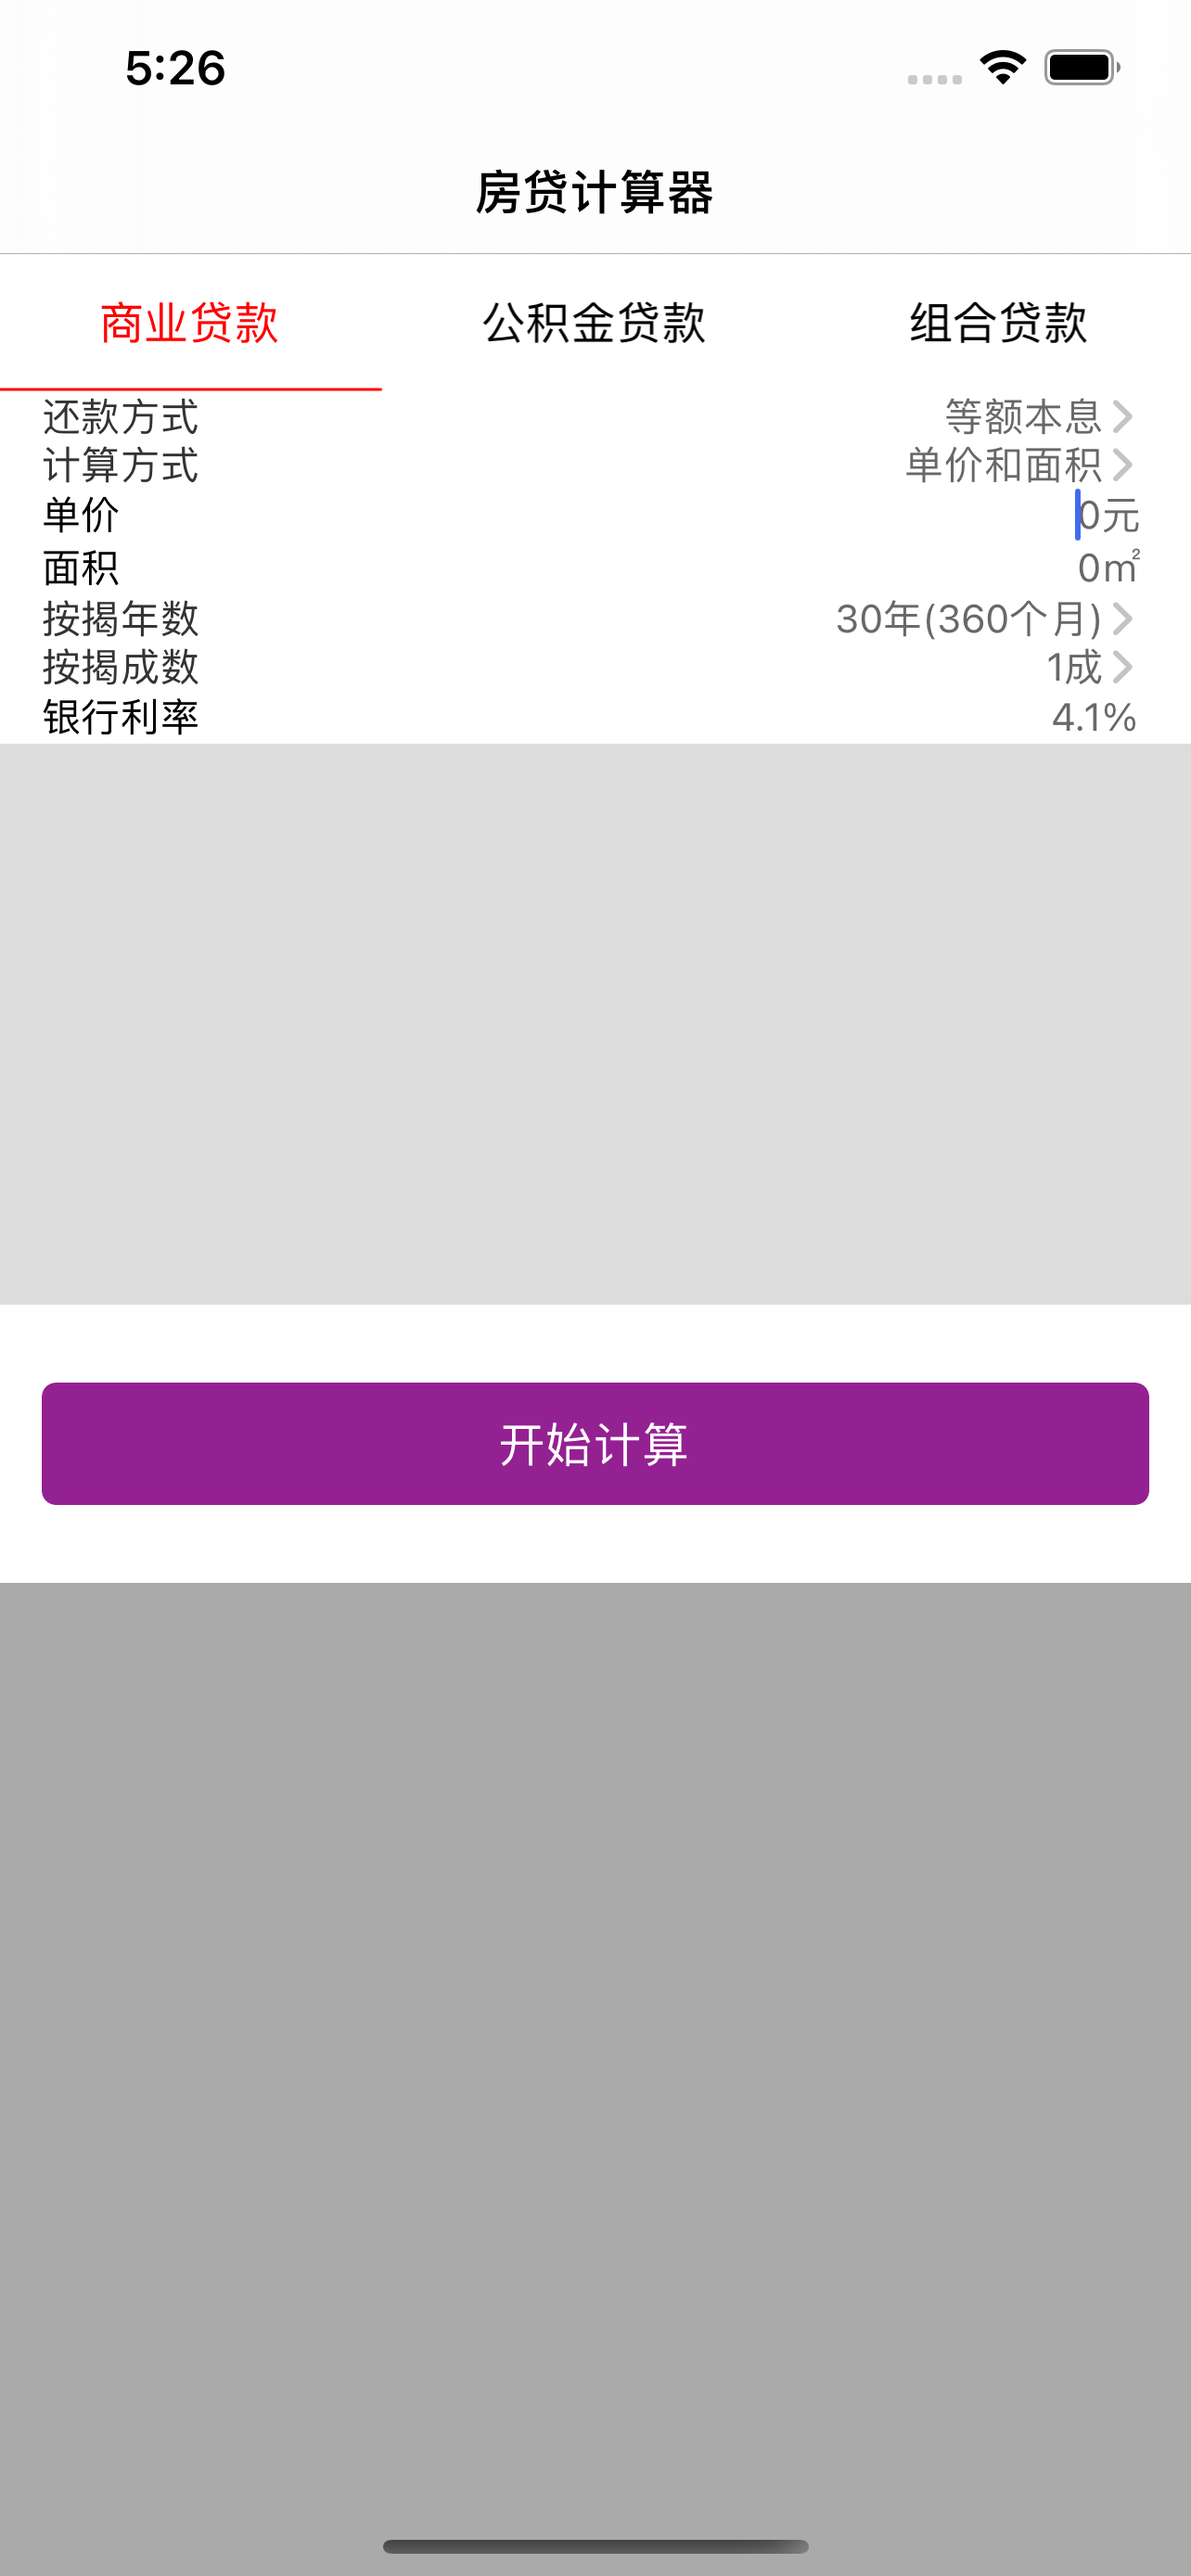 5:26
房贷计算器
商业贷款 公积金贷款 组合贷款
还款方式 等额本息
计算方式 单价和面积
单价 0元
面积 0㎡
按揭年数 30年(360个月)
按揭成数 1成
银行利率 4.1%
开始计算